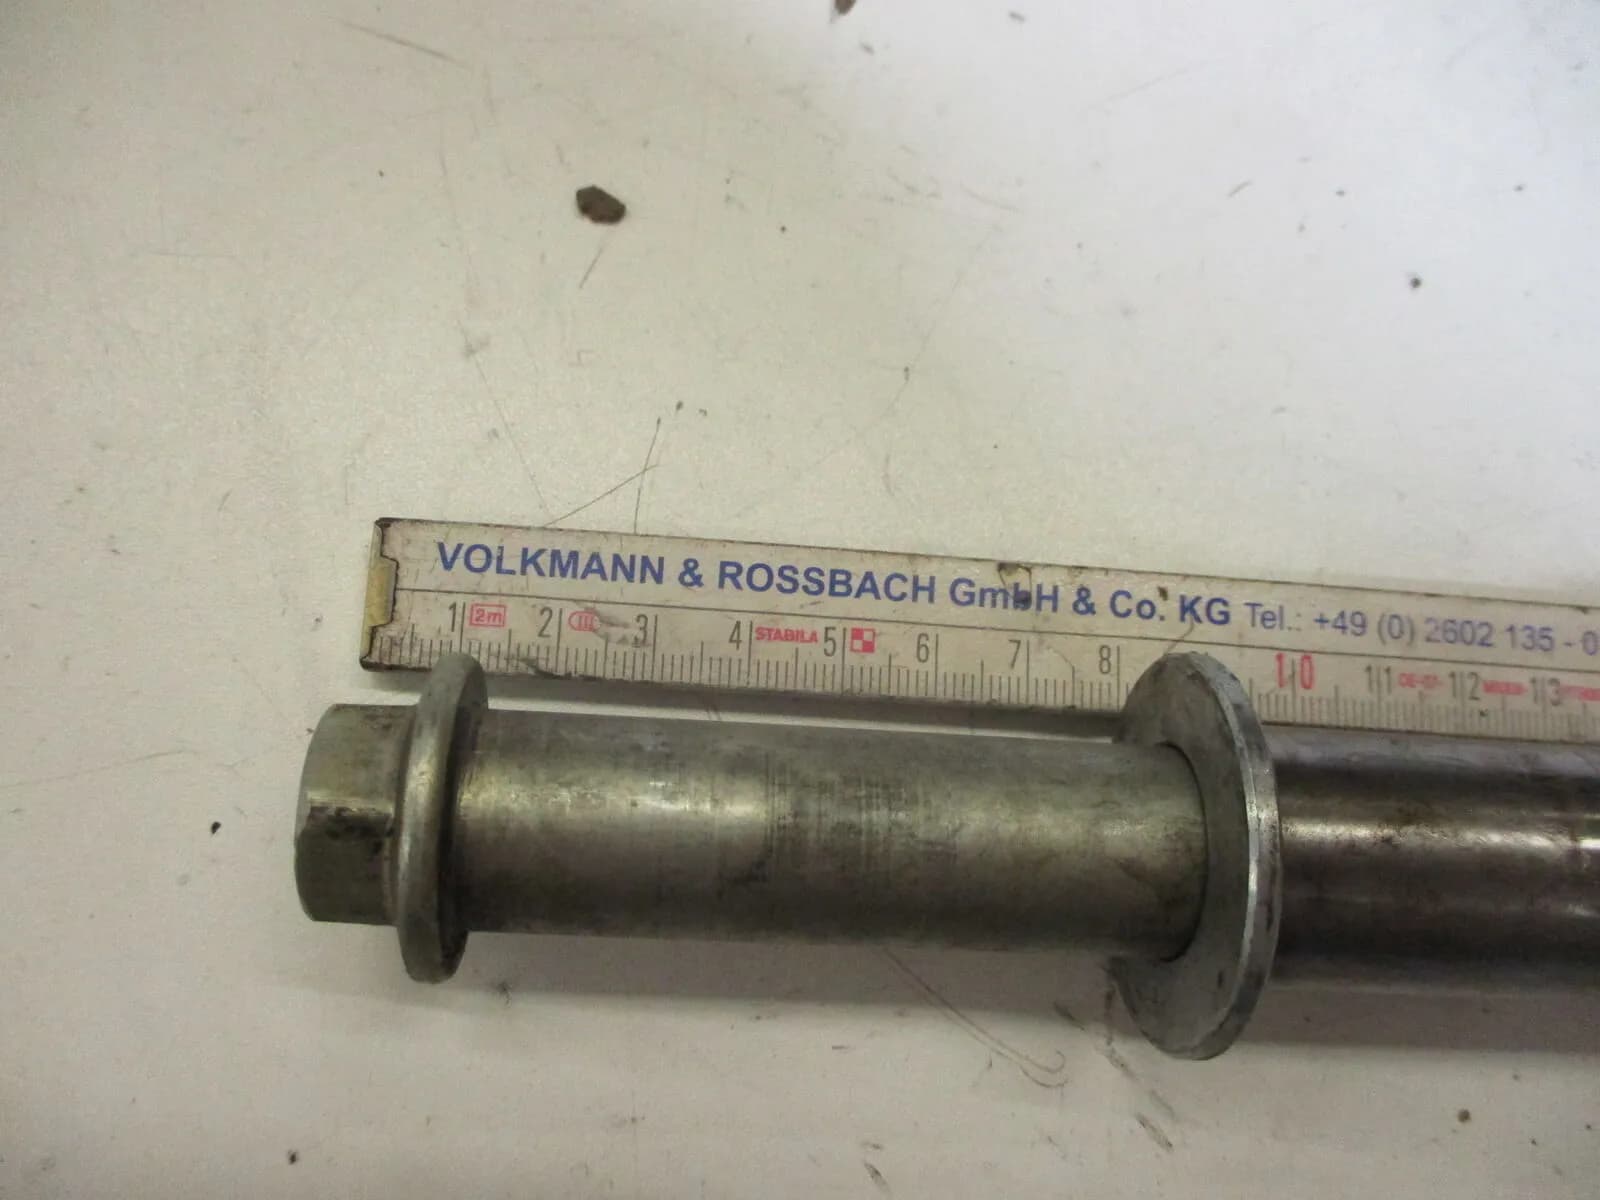 VOLKMANN & ROSSBACH GmbH & Co. KG Tel.: +49 (0) 2602 135 - 0
1 2m 2 III 3 4 STABILA 5 6 7 8 10 11 12 13